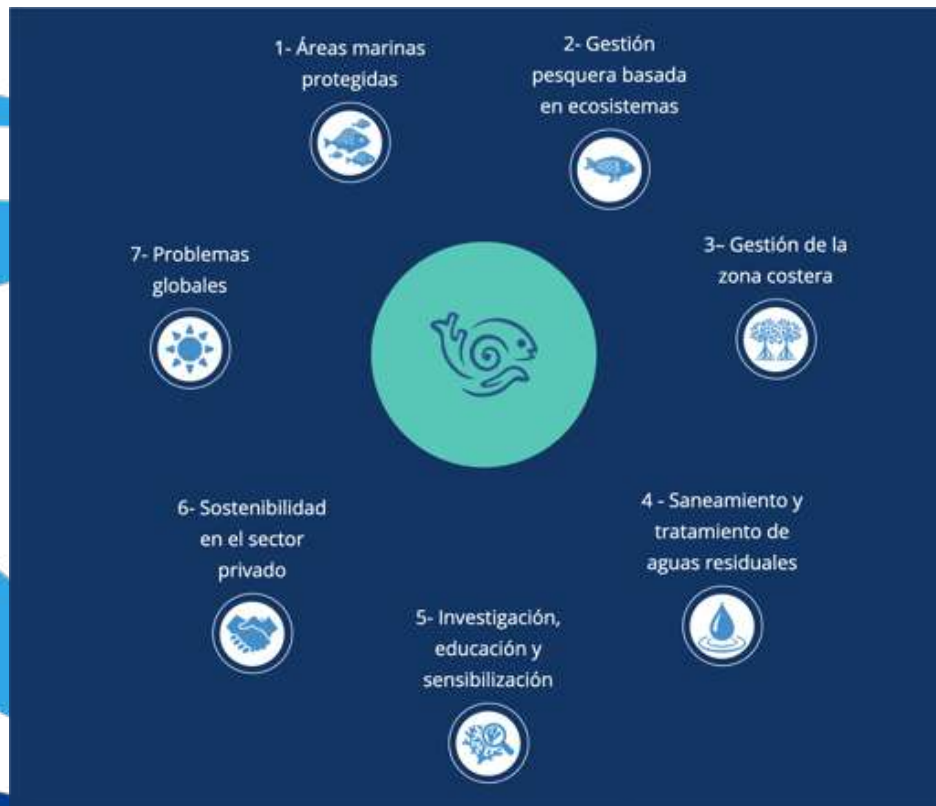 1- Áreas marinas
protegidas
2- Gestión
pesquera basada
en ecosistemas
3– Gestión de la
zona costera
4 - Saneamiento y
tratamiento de
aguas residuales
5- Investigación,
educación y
sensibilización
6- Sostenibilidad
en el sector
privado
7- Problemas
globales